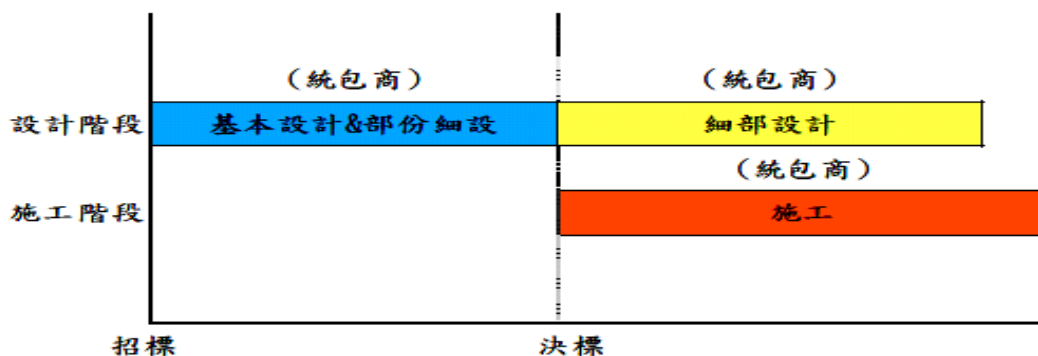 (統包商) (統包商)
設計階段 基本設計&部份細設 細部設計
(統包商)
施工階段 施工
招標 決標